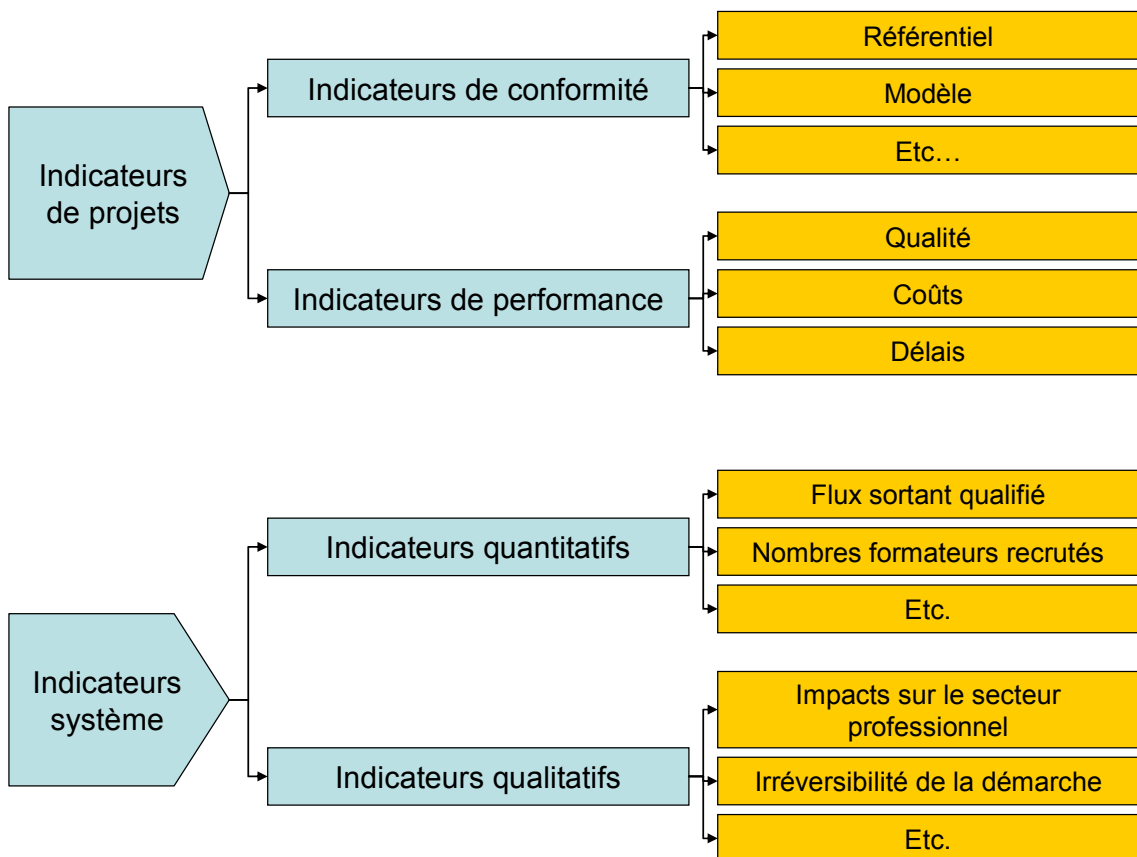 Indicateurs
de projets
Indicateurs de conformité
Référentiel
Modèle
Etc…
Indicateurs de performance
Qualité
Coûts
Délais
Indicateurs
système
Indicateurs quantitatifs
Flux sortant qualifié
Nombres formateurs recrutés
Etc.
Indicateurs qualitatifs
Impacts sur le secteur
professionnel
Irréversibilité de la démarche
Etc.